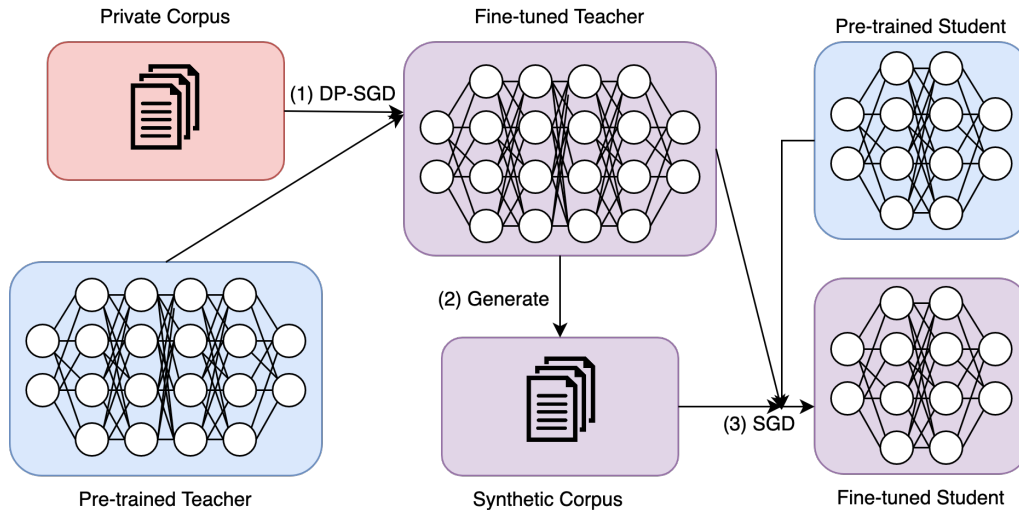 Private Corpus
Fine-tuned Teacher
Pre-trained Student
(1) DP-SGD
(2) Generate
(3) SGD
Pre-trained Teacher
Synthetic Corpus
Fine-tuned Student